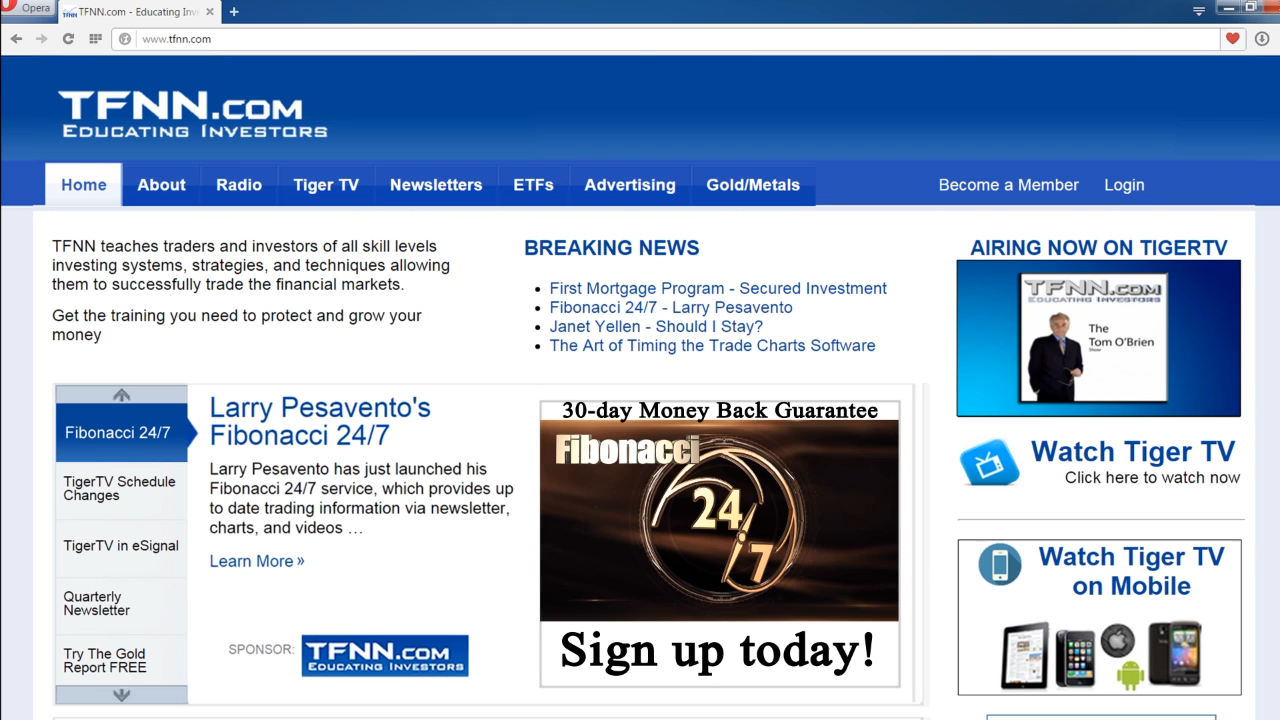 Opera
TFNN.com - Educating Inv
www.tfnn.com
TFNN.COM
EDUCATING INVESTORS
Home
About
Radio
Tiger TV
Newsletters
ETFs
Advertising
Gold/Metals
Become a Member
Login
TFNN teaches traders and investors of all skill levels
investing systems, strategies, and techniques allowing
them to successfully trade the financial markets.
Get the training you need to protect and grow your
money
BREAKING NEWS
First Mortgage Program - Secured Investment
Fibonacci 24/7 - Larry Pesavento
Janet Yellen - Should I Stay?
The Art of Timing the Trade Charts Software
AIRING NOW ON TIGERTV
TFNN.COM
EDUCATING INVESTORS
The
Tom O'Brien
Show
Watch Tiger TV
Click here to watch now
Fibonacci 24/7
TigerTV Schedule
Changes
TigerTV in eSignal
Quarterly
Newsletter
Try The Gold
Report FREE
Larry Pesavento's
Fibonacci 24/7
Larry Pesavento has just launched his
Fibonacci 24/7 service, which provides up
to date trading information via newsletter,
charts, and videos …
Learn More »
SPONSOR:
TFNN.COM
EDUCATING INVESTORS
30-day Money Back Guarantee
Fibonacci
24/7
Sign up today!
Watch Tiger TV
on Mobile